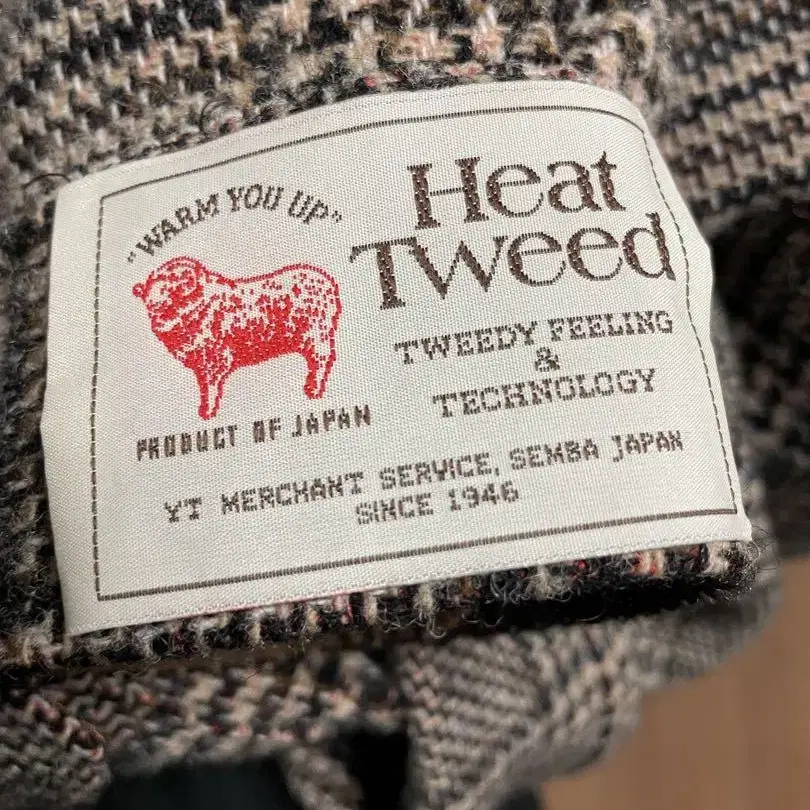 "WARM YOU UP"
Heat
Tweed
TWEEDY FEELING
&
TECHNOLOGY
PRODUCT OF JAPAN
YT MERCHANT SERVICE, SEMBA JAPAN
SINCE 1946